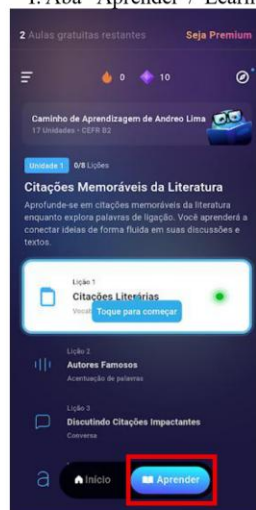 1. Aba "Aprender"/ Learn
2 Aulas gratuitas restantes Seja Premium
0 10
Caminho de Aprendizagem de Andreo Lima
17 Unidades • CEFR B2
Unidade 1 0/8 Lições
Citações Memoráveis da Literatura
Aprofunde-se em citações memoráveis da literatura
enquanto explora palavras de ligação. Você aprenderá a
conectar ideias de forma fluida em suas discussões e
textos.
Lição 1
Citações Literárias
Toque para começar
Lição 2
Autores Famosos
Acentuação de palavras
Lição 3
Discutindo Citações Impactantes
Conversa
a
Início Aprender